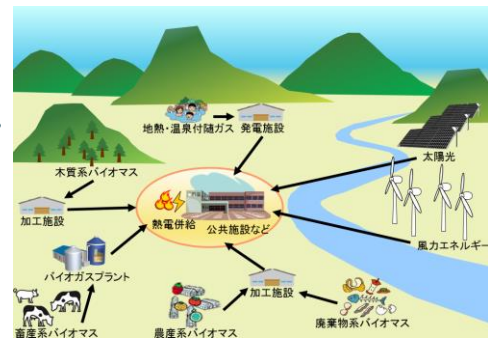 地熱・温泉付随ガス
発電施設
太陽光
木質系バイオマス
加工施設
熱電併給
公共施設など
風力エネルギー
バイオガスプラント
加工施設
畜産系バイオマス
農産系バイオマス
廃棄物系バイオマス